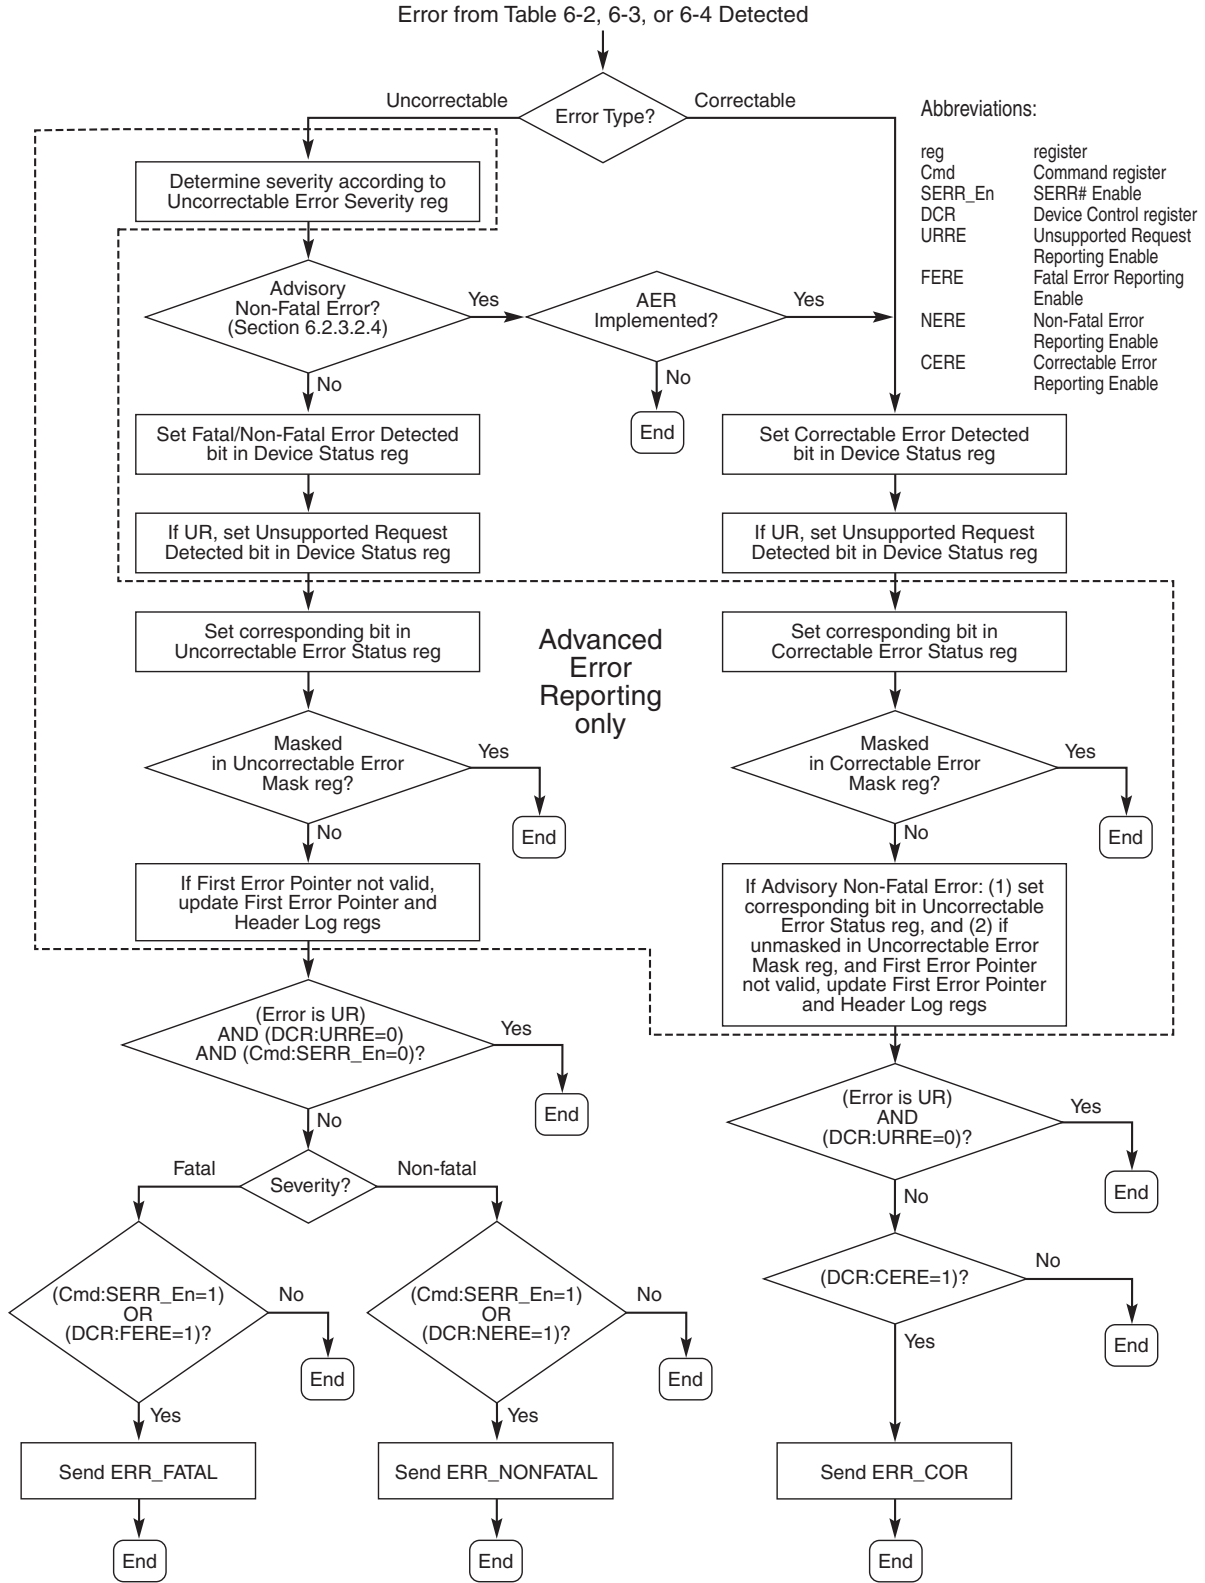 Error from Table 6-2, 6-3, or 6-4 Detected
Uncorrectable
Error Type?
Correctable
Abbreviations:
reg register
Cmd Command register
SERR_En SERR# Enable
DCR Device Control register
URRE Unsupported Request
Reporting Enable
FERE Fatal Error Reporting
Enable
NERE Non-Fatal Error
Reporting Enable
CERE Correctable Error
Reporting Enable
Determine severity according to
Uncorrectable Error Severity reg
Advisory
Non-Fatal Error?
(Section 6.2.3.2.4)
Yes
AER
Implemented?
Yes
No
No
End
Set Fatal/Non-Fatal Error Detected
bit in Device Status reg
Set Correctable Error Detected
bit in Device Status reg
If UR, set Unsupported Request
Detected bit in Device Status reg
If UR, set Unsupported Request
Detected bit in Device Status reg
Set corresponding bit in
Uncorrectable Error Status reg
Advanced
Error
Reporting
only
Set corresponding bit in
Correctable Error Status reg
Masked
in Uncorrectable Error
Mask reg?
Yes
End
No
Masked
in Correctable Error
Mask reg?
Yes
End
No
If First Error Pointer not valid,
update First Error Pointer and
Header Log regs
If Advisory Non-Fatal Error: (1) set
corresponding bit in Uncorrectable
Error Status reg, and (2) if
unmasked in Uncorrectable Error
Mask reg, and First Error Pointer
not valid, update First Error Pointer
and Header Log regs
(Error is UR)
AND (DCR:URRE=0)
AND (Cmd:SERR_En=0)?
Yes
End
No
(Error is UR)
AND
(DCR:URRE=0)?
Yes
End
No
Fatal
Severity?
Non-fatal
(Cmd:SERR_En=1)
OR
(DCR:FERE=1)?
No
End
Yes
(Cmd:SERR_En=1)
OR
(DCR:NERE=1)?
No
End
Yes
(DCR:CERE=1)?
No
End
Yes
Send ERR_FATAL
Send ERR_NONFATAL
Send ERR_COR
End
End
End